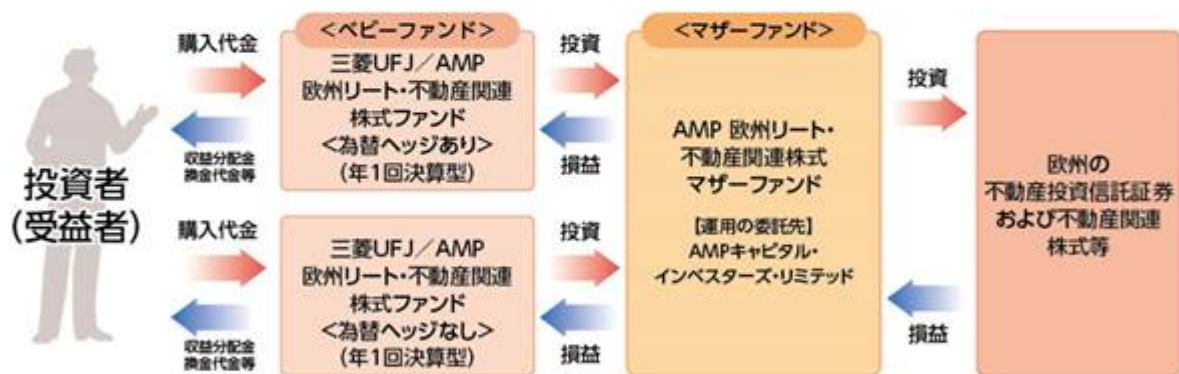 投資者
(受益者)
購入代金
収益分配金
換金代金等
購入代金
収益分配金
換金代金等
<ベビーファンド>
三菱UFJ/AMP
欧州リート・不動産関連
株式ファンド
<為替ヘッジあり>
(年1回決算型)
三菱UFJ/AMP
欧州リート・不動産関連
株式ファンド
<為替ヘッジなし>
(年1回決算型)
投資
損益
投資
損益
<マザーファンド>
AMP 欧州リート・
不動産関連株式
マザーファンド
【運用の委託先】
AMPキャピタル・
インベスターズ・リミテッド
投資
損益
欧州の
不動産投資信託証券
および不動産関連
株式等